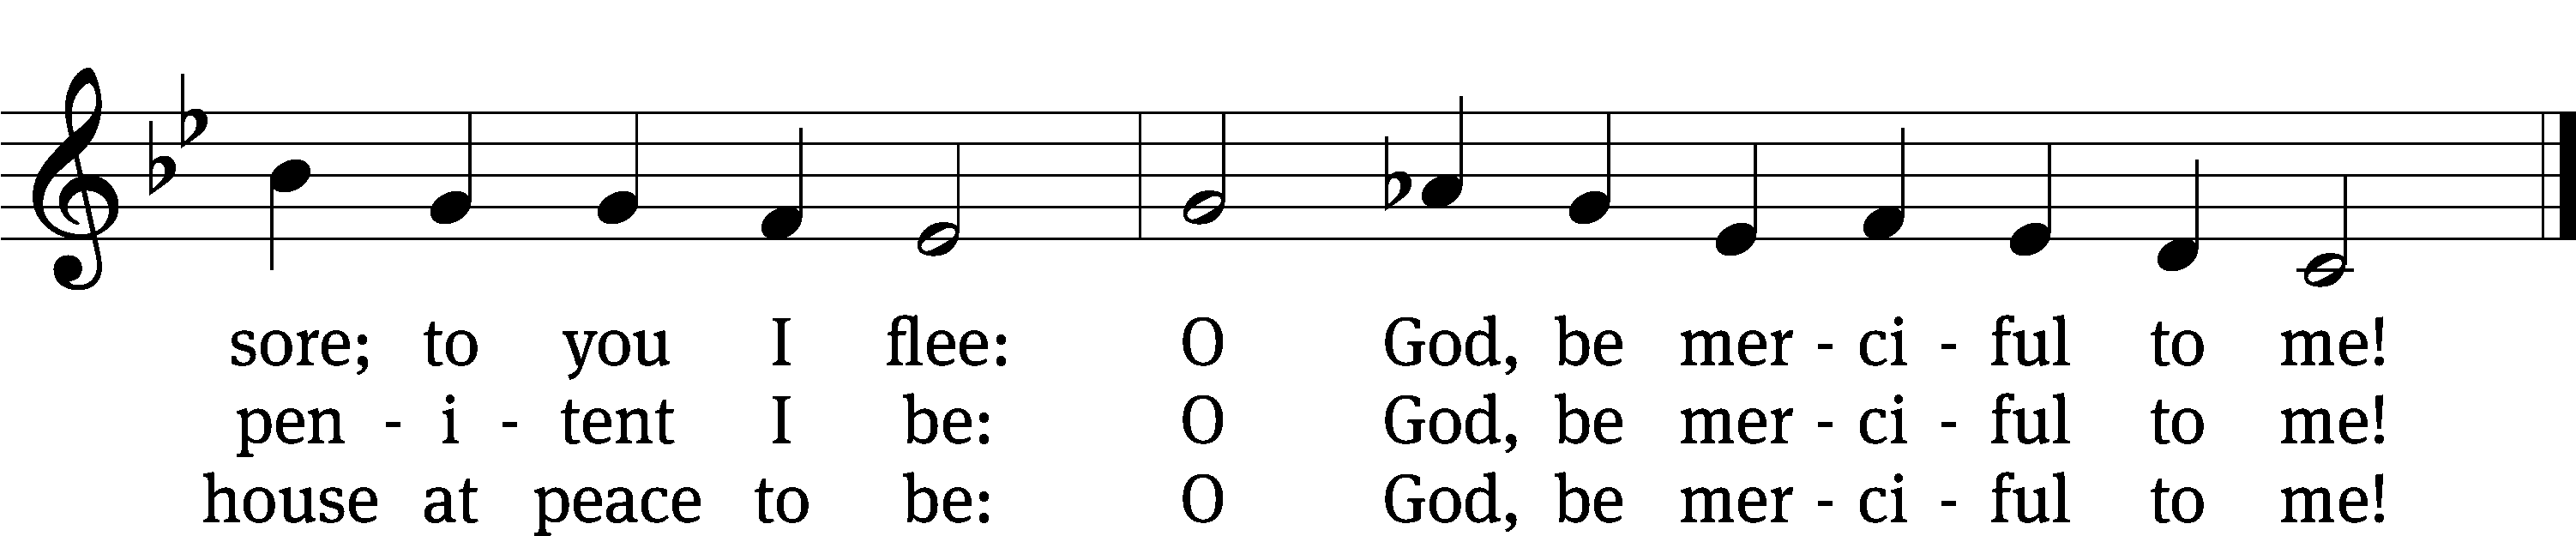 sore; to you I flee: O God, be mer - ci - ful to me!
pen - i - tent I be: O God, be mer - ci - ful to me!
house at peace to be: O God, be mer - ci - ful to me!